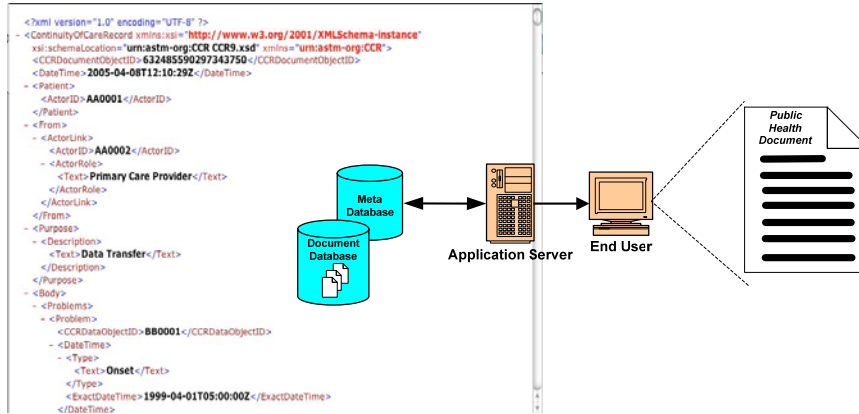 <?xml version="1.0" encoding="UTF-8" ?>
- <ContinuityOfCareRecord xmlns:xsi="http://www.w3.org/2001/XMLSchema-instance"
xsi:schemaLocation="urn:astm-org:CCR CCR9.xsd" xmlns="urn:astm-org:CCR">
<CCRDocumentObjectID>632485590297343750</CCRDocumentObjectID>
<DateTime>2005-04-08T12:10:29Z</DateTime>
- <Patient>
<ActorID>AA0001</ActorID>
</Patient>
- <From>
- <ActorLink>
<ActorID>AA0002</ActorID>
- <ActorRole>
<Text>Primary Care Provider</Text>
</ActorRole>
</ActorLink>
</From>
- <Purpose>
- <Description>
<Text>Data Transfer</Text>
</Description>
</Purpose>
- <Body>
- <Problems>
- <Problem>
<CCRDataObjectID>BB0001</CCRDataObjectID>
- <DateTime>
- <Type>
<Text>Onset</Text>
</Type>
<ExactDateTime>1999-04-01T05:00:00Z</ExactDateTime>
</DateTime>
Meta
Database
Document
Database
Application Server
End User
Public
Health
Document